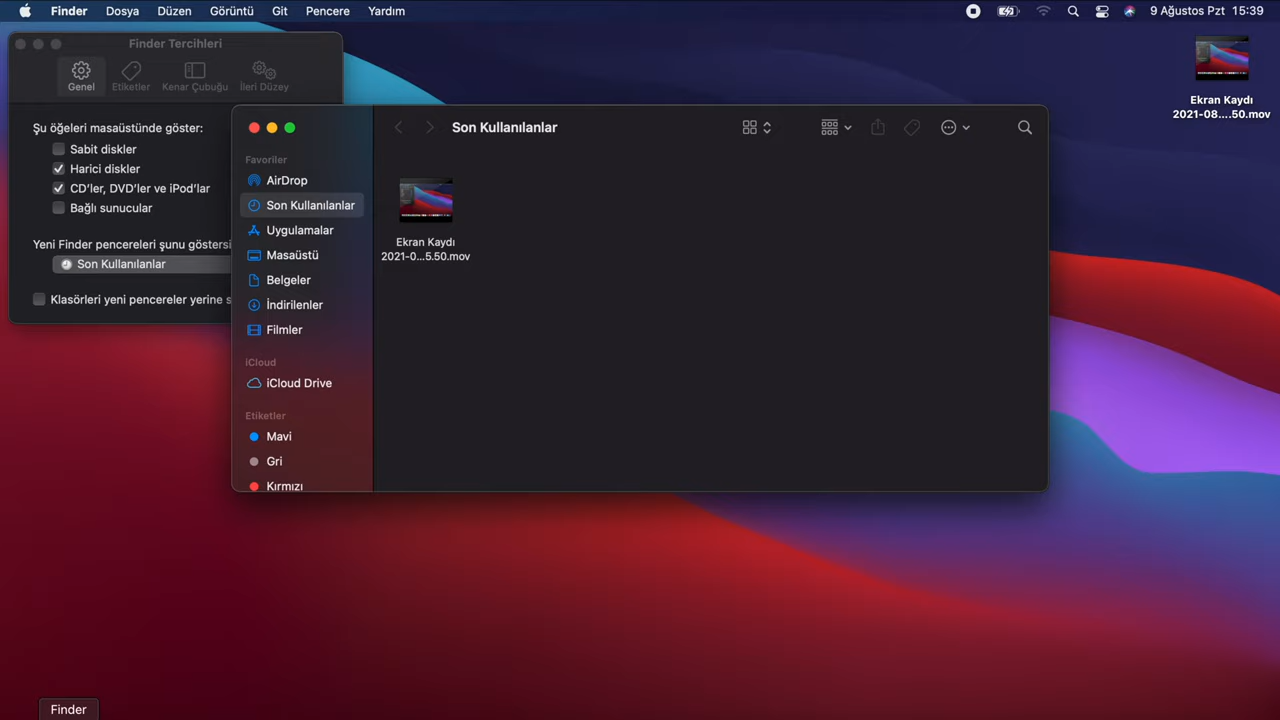 Finder Dosya Düzen Görüntü Git Pencere Yardım
9 Ağustos Pzt 15:39
Finder Tercihleri
Genel Etiketler Kenar Çubuğu İleri Düzey
Şu öğeleri masaüstünde göster:
Sabit diskler
Harici diskler
CD'ler, DVD'ler ve iPod'lar
Bağlı sunucular
Yeni Finder pencereleri şunu göstersi
Son Kullanılanlar
Klasörleri yeni pencereler yerine s
Son Kullanılanlar
Favoriler
AirDrop
Son Kullanılanlar
Uygulamalar
Masaüstü
Belgeler
İndirilenler
Filmler
iCloud
iCloud Drive
Etiketler
Mavi
Gri
Kırmızı
Ekran Kaydı
2021-0...5.50.mov
Ekran Kaydı
2021-08....50.mov
Finder